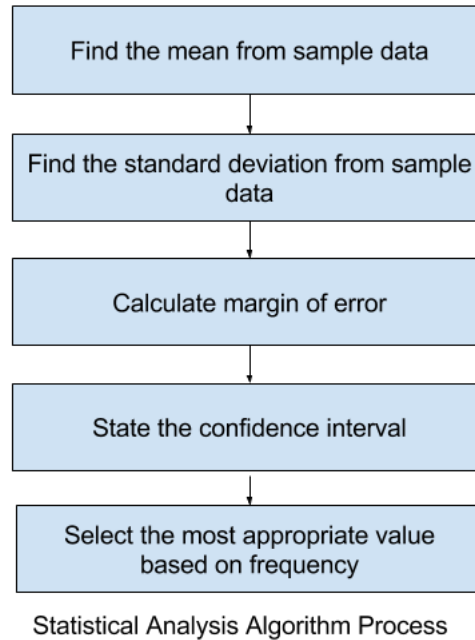 Find the mean from sample data
Find the standard deviation from sample
data
Calculate margin of error
State the confidence interval
Select the most appropriate value
based on frequency
Statistical Analysis Algorithm Process